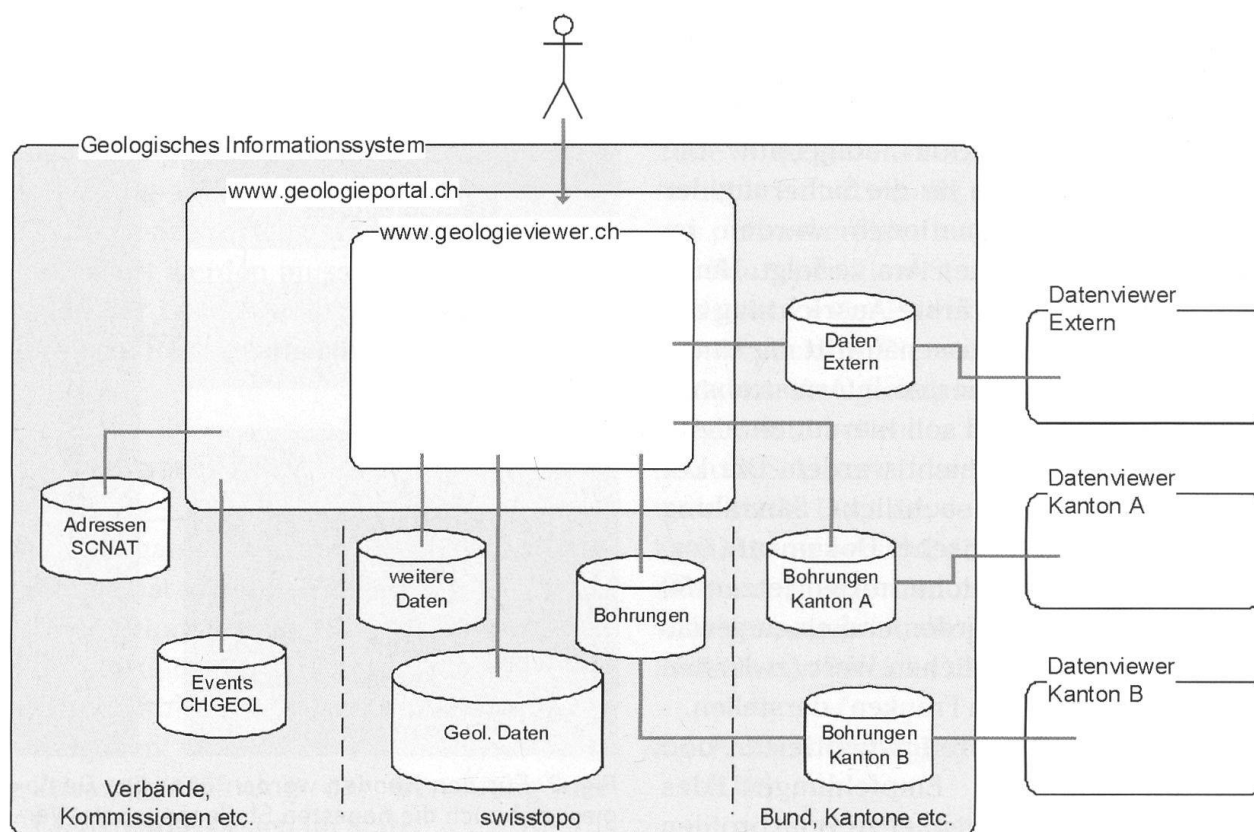 Geologisches Informationssystem
www.geologieportal.ch
www.geologieviewer.ch
Daten
Extern
Datenviewer
Extern
Adressen
SCNAT
weitere
Daten
Bohrungen
Bohrungen
Kanton A
Datenviewer
Kanton A
Events
CHGEOL
Geol. Daten
Bohrungen
Kanton B
Datenviewer
Kanton B
Verbände,
Kommissionen etc.
swisstopo
Bund, Kantone etc.